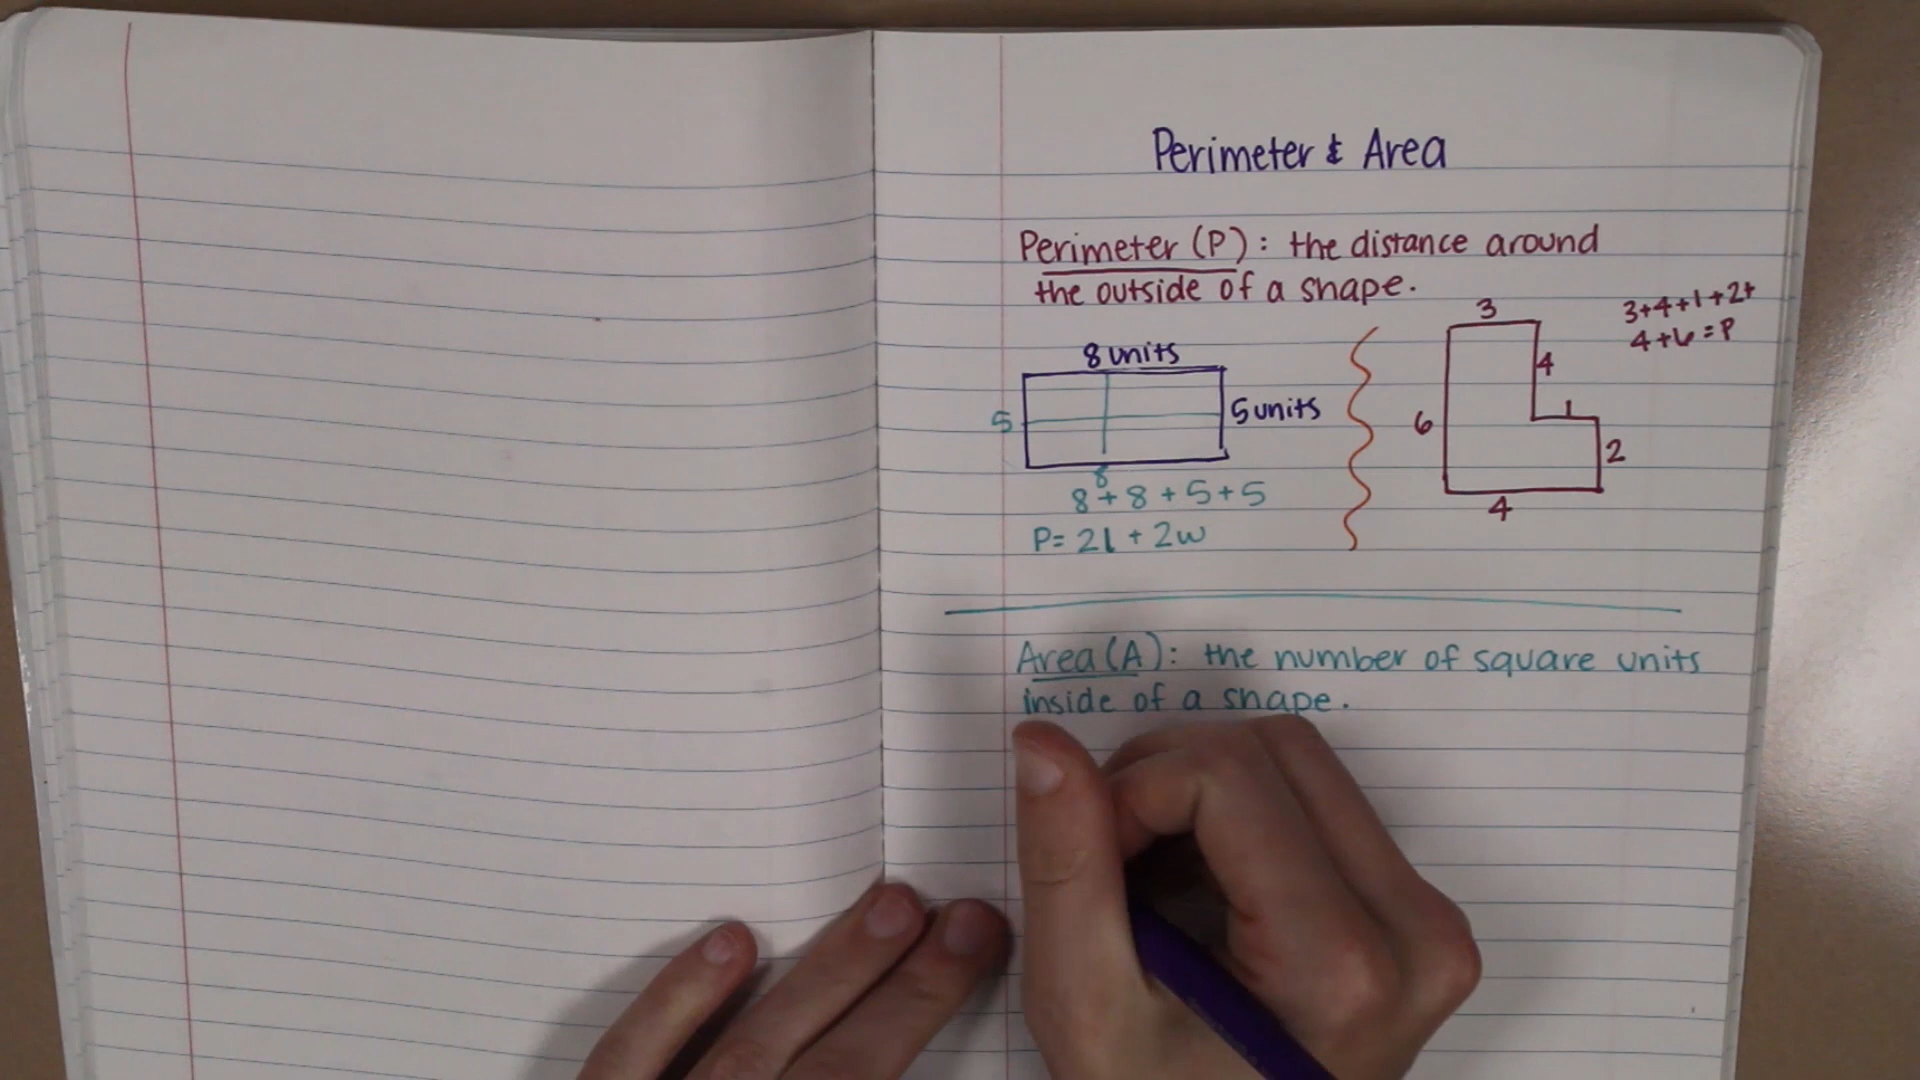 Perimeter & Area
Perimeter (P): the distance around
the outside of a shape.
8 units
5 units
5
8
8 + 8 + 5 + 5
P= 2l + 2w
3
4
1
2
4
6
3+4+1+2+
4+6=P
Area (A): the number of square units
inside of a shape.